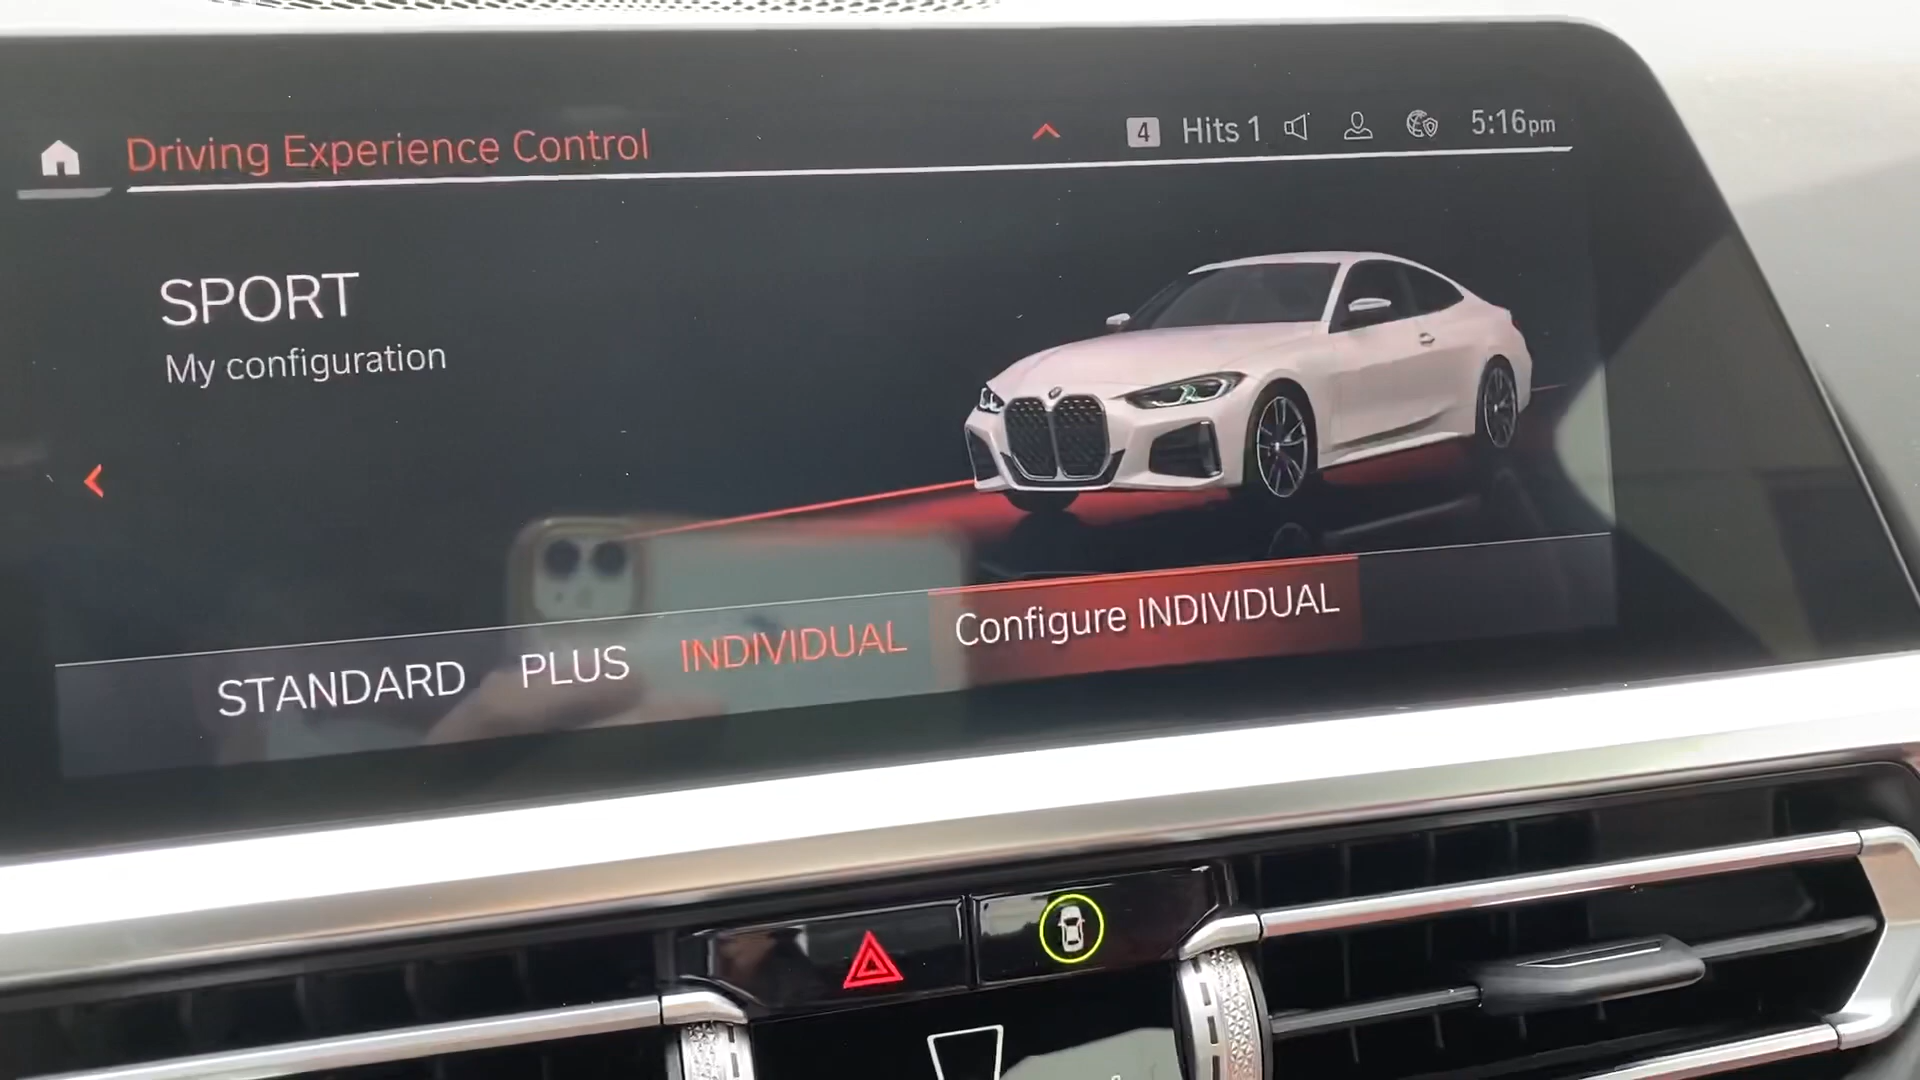 Driving Experience Control
4 Hits 1 5:16pm
SPORT
My configuration
STANDARD PLUS INDIVIDUAL Configure INDIVIDUAL